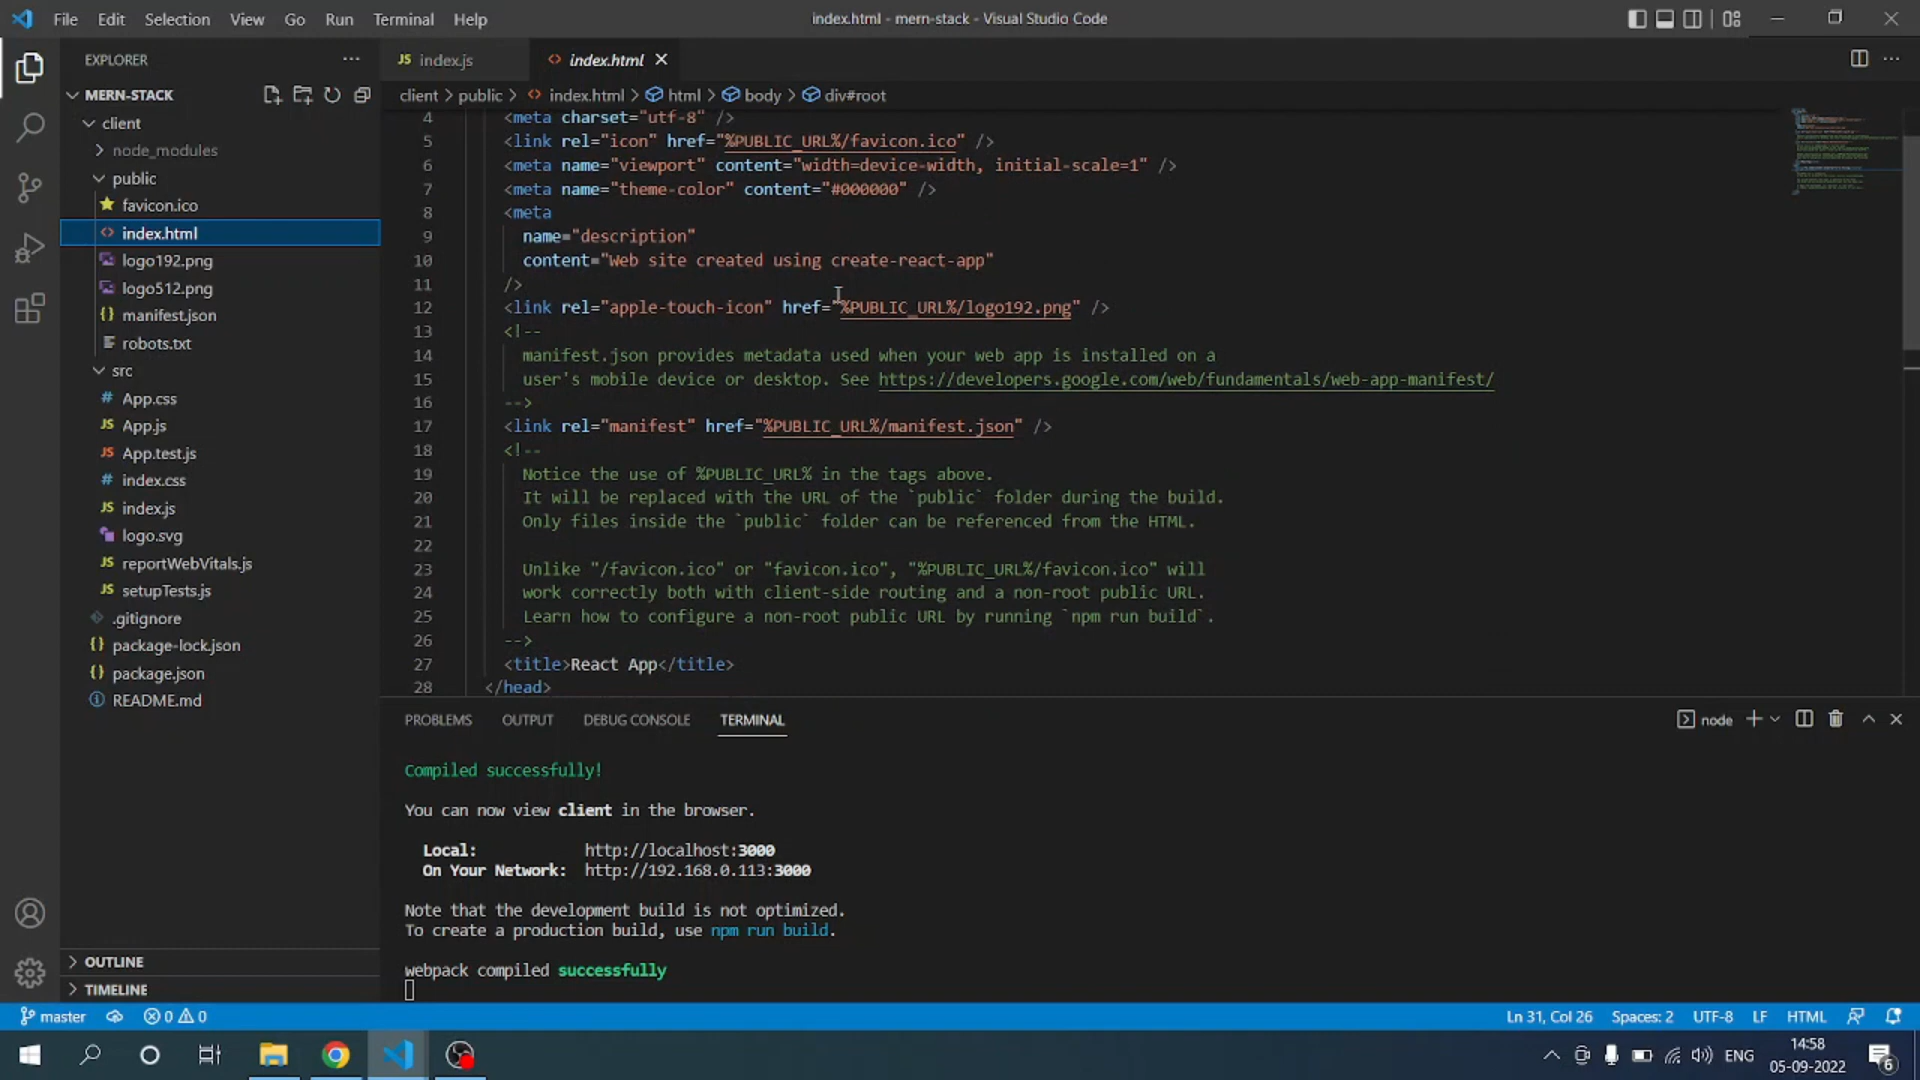 File Edit Selection View Go Run Terminal Help
index.html - mern-stack - Visual Studio Code
EXPLORER
MERN-STACK
client
node_modules
public
favicon.ico
index.html
logo192.png
logo512.png
manifest.json
robots.txt
src
App.css
App.js
App.test.js
index.css
index.js
logo.svg
reportWebVitals.js
setupTests.js
.gitignore
package-lock.json
package.json
README.md
OUTLINE
TIMELINE
JS index.js
<> index.html
client > public > <> index.html > html > body > div#root
4 <meta charset="utf-8" />
5 <link rel="icon" href="%PUBLIC_URL%/favicon.ico" />
6 <meta name="viewport" content="width=device-width, initial-scale=1" />
7 <meta name="theme-color" content="#000000" />
8 <meta
9 name="description"
10 content="Web site created using create-react-app"
11 />
12 <link rel="apple-touch-icon" href="%PUBLIC_URL%/logo192.png" />
13 <!--
14 manifest.json provides metadata used when your web app is installed on a
15 user's mobile device or desktop. See https://developers.google.com/web/fundamentals/web-app-manifest/
16 -->
17 <link rel="manifest" href="%PUBLIC_URL%/manifest.json" />
18 <!--
19 Notice the use of %PUBLIC_URL% in the tags above.
20 It will be replaced with the URL of the `public` folder during the build.
21 Only files inside the `public` folder can be referenced from the HTML.
22
23 Unlike "/favicon.ico" or "favicon.ico", "%PUBLIC_URL%/favicon.ico" will
24 work correctly both with client-side routing and a non-root public URL.
25 Learn how to configure a non-root public URL by running `npm run build`.
26 -->
27 <title>React App</title>
28 </head>
PROBLEMS OUTPUT DEBUG CONSOLE TERMINAL
node
Compiled successfully!
You can now view client in the browser.
Local: http://localhost:3000
On Your Network: http://192.168.0.113:3000
Note that the development build is not optimized.
To create a production build, use npm run build.
webpack compiled successfully
master
0 0
Ln 31, Col 26 Spaces: 2 UTF-8 LF HTML
ENG
14:58
05-09-2022
6